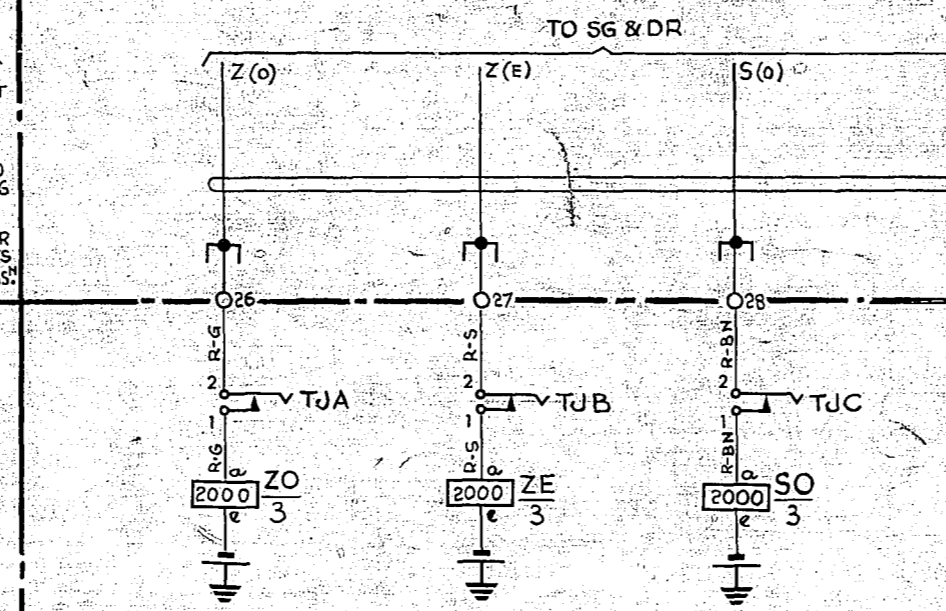 TO SG & DR
Z(O) Z(E) S(O)
T
O
G
R
S
S.N
26 27 28
R-G R-S R-BN
2 TJA 2 TJB 2 TJC
1 1 1
R-G R-S R-BN
a a a
2000 ZO/3 2000 ZE/3 2000 SO/3
e e e